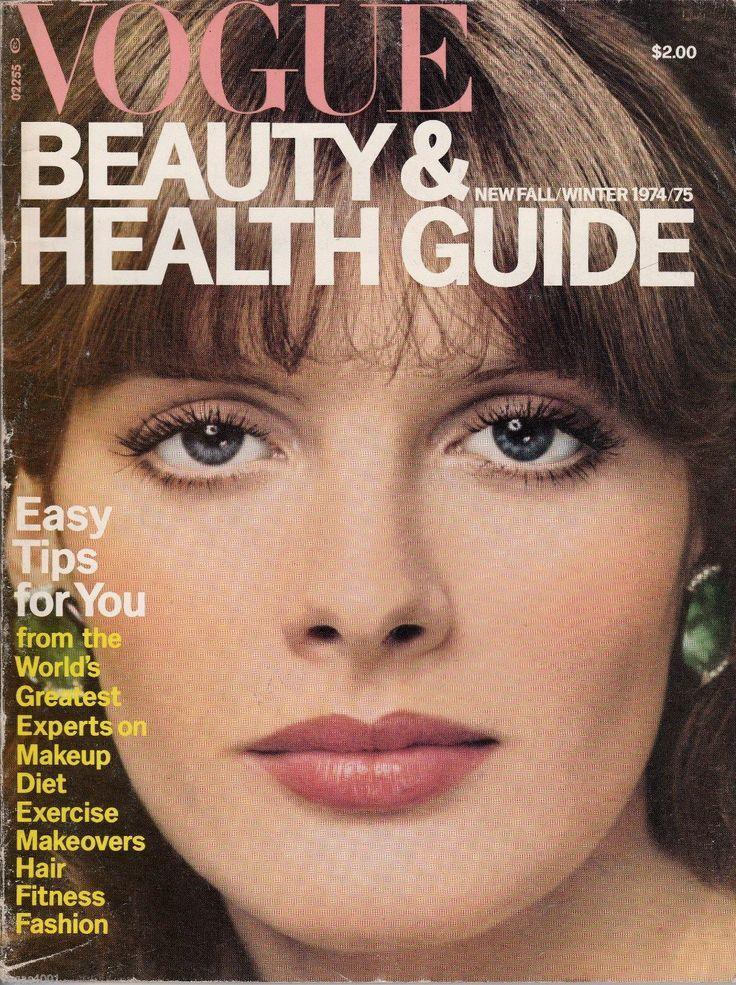 02255
VOGUE
$2.00
BEAUTY &
NEW FALL/WINTER 1974/75
HEALTH GUIDE
Easy
Tips
for You
from the
World's
Greatest
Experts on
Makeup
Diet
Exercise
Makeovers
Hair
Fitness
Fashion